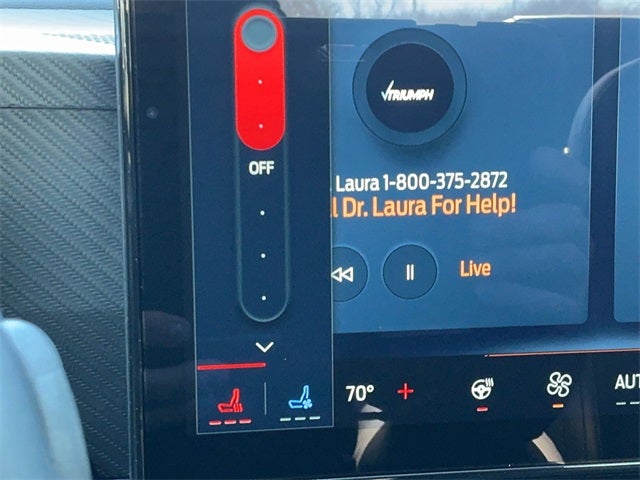 TRIUMPH
OFF
Laura 1-800-375-2872
l Dr. Laura For Help!
Live
70° +
AUT